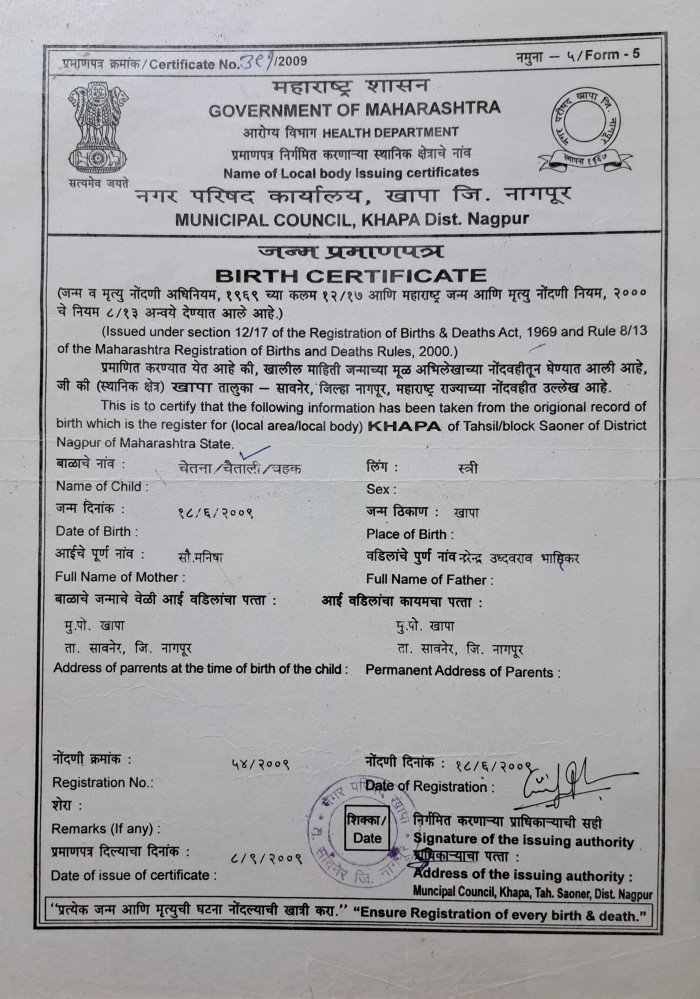 प्रमाणपत्र क्रमांक/Certificate No. 309/2009 नमुना – ५/Form - 5
महाराष्ट्र शासन
GOVERNMENT OF MAHARASHTRA
आरोग्य विभाग HEALTH DEPARTMENT
प्रमाणपत्र निर्गमित करणाऱ्या स्थानिक क्षेत्राचे नांव
Name of Local body issuing certificates
सत्यमेव जयते
नगर परिषद खापा जि. नागपूर
स्थापना १९६७
नगर परिषद कार्यालय, खापा जि. नागपूर
MUNICIPAL COUNCIL, KHAPA Dist. Nagpur
जन्म प्रमाणपत्र
BIRTH CERTIFICATE
(जन्म व मृत्यु नोंदणी अधिनियम, १९६९ च्या कलम १२/१७ आणि महाराष्ट्र जन्म आणि मृत्यु नोंदणी नियम, २०००
चे नियम ८/१३ अन्वये देण्यात आले आहे.)
(Issued under section 12/17 of the Registration of Births & Deaths Act, 1969 and Rule 8/13
of the Maharashtra Registration of Births and Deaths Rules, 2000.)
प्रमाणित करण्यात येत आहे की, खालील माहिती जन्माच्या मूळ अभिलेखाच्या नोंदवहीतून घेण्यात आली आहे,
जी की (स्थानिक क्षेत्र) खापा तालुका – सावनेर, जिल्हा नागपूर, महाराष्ट्र राज्याच्या नोंदवहीत उल्लेख आहे.
This is to certify that the following information has been taken from the origional record of
birth which is the register for (local area/local body) KHAPA of Tahsil/block Saoner of District
Nagpur of Maharashtra State.
बाळाचे नांव : चेतना/चैताली/चहक लिंग : स्त्री
Name of Child : Sex :
जन्म दिनांक : १८/६/२००९ जन्म ठिकाण : खापा
Date of Birth : Place of Birth :
आईचे पूर्ण नांव : सौ.मनिषा वडिलांचे पुर्ण नांव नरेन्द्र उध्दवराव भाविकर
Full Name of Mother : Full Name of Father :
बाळाचे जन्माचे वेळी आई वडिलांचा पत्ता : आई वडिलांचा कायमचा पत्ता :
मु.पो. खापा मु.पो. खापा
ता. सावनेर, जि. नागपूर ता. सावनेर, जि. नागपूर
Address of parrents at the time of birth of the child : Permanent Address of Parents :
नोंदणी क्रमांक : ५४/२००९ नोंदणी दिनांक : १८/६/२००९
Registration No.: Date of Registration :
शेरा :
Remarks (If any) :
नगर परिषद खापा
ता. सावनेर जि. नागपूर
शिक्का/
Date
निर्गमित करणाऱ्या प्राधिकाऱ्याची सही
Signature of the issuing authority
प्रमाणपत्र दिल्याचा दिनांक : ८/९/२००९ प्राधिकाऱ्याचा पत्ता :
Date of issue of certificate : Address of the issuing authority :
Muncipal Council, Khapa, Tah. Saoner, Dist. Nagpur
"प्रत्येक जन्म आणि मृत्युची घटना नोंदल्याची खात्री करा." "Ensure Registration of every birth & death."